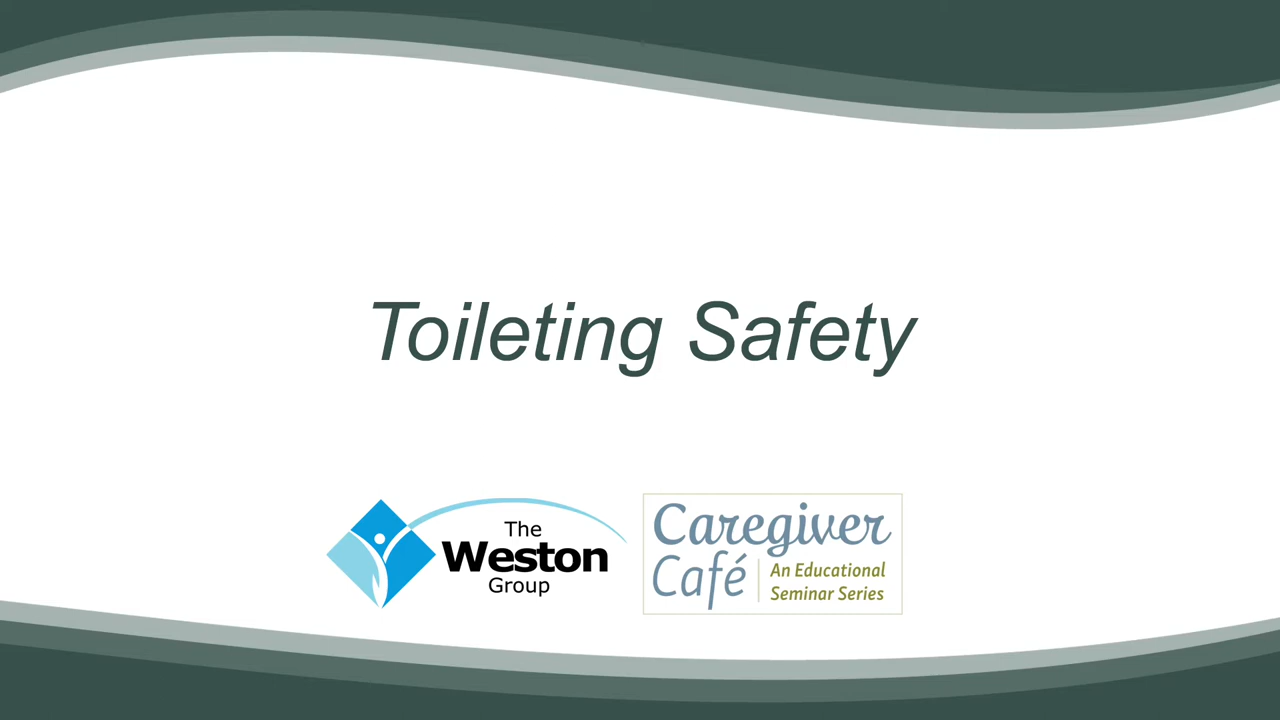 Toileting Safety
The
Weston
Group
Caregiver
Café
An Educational
Seminar Series